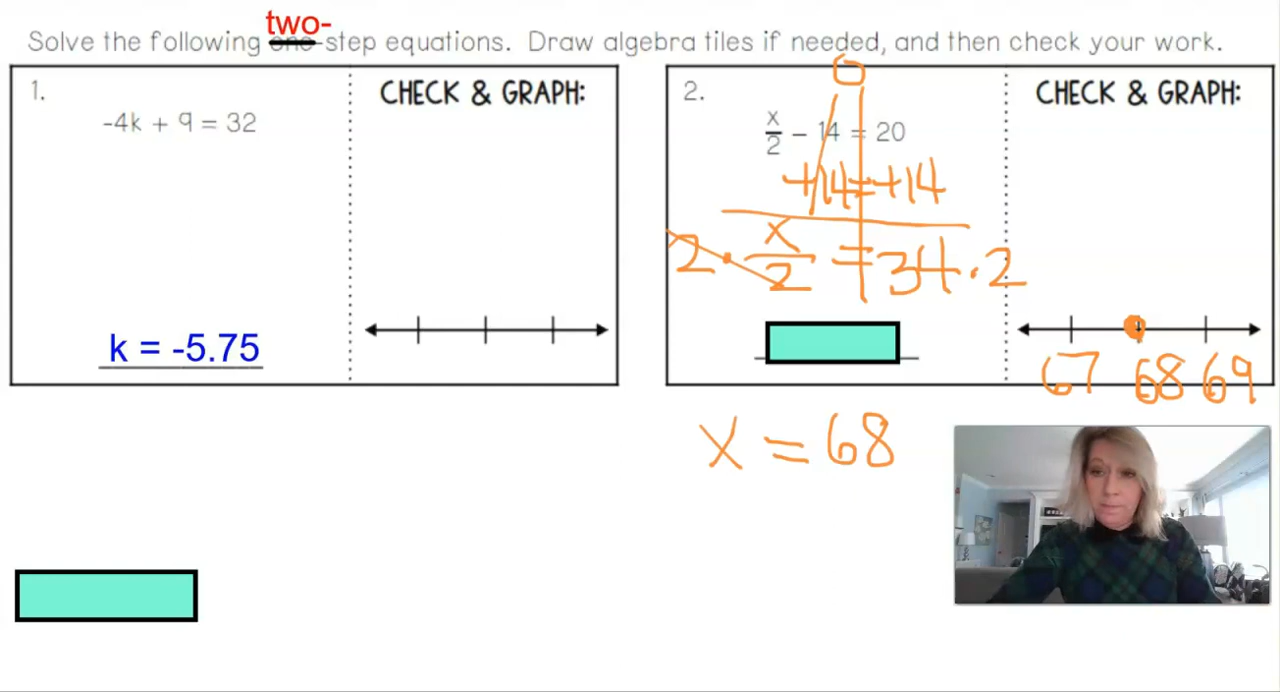 two-
Solve the following one-step equations. Draw algebra tiles if needed, and then check your work.
1.
CHECK & GRAPH:
-4k + 9 = 32
k = -5.75
2.
CHECK & GRAPH:
x/2 – 14 = 20
+14=+14
2 · x/2 = 34 · 2
67 68 69
x = 68